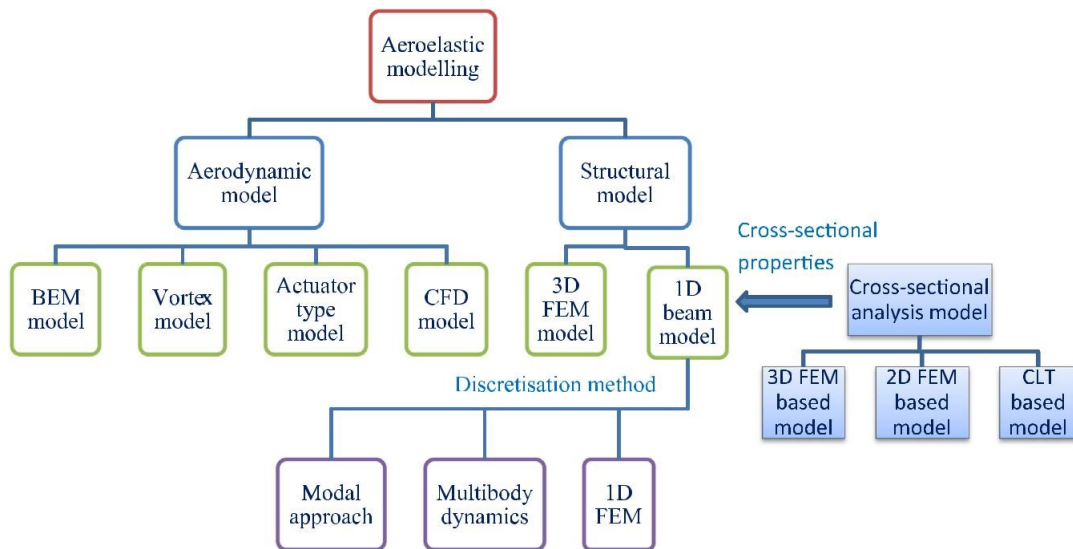 Aeroelastic
modelling
Aerodynamic
model
Structural
model
Cross-sectional
properties
BEM
model
Vortex
model
Actuator
type
model
CFD
model
3D
FEM
model
1D
beam
model
Cross-sectional
analysis model
Discretisation method
3D FEM
based
model
2D FEM
based
model
CLT
based
model
Modal
approach
Multibody
dynamics
1D
FEM